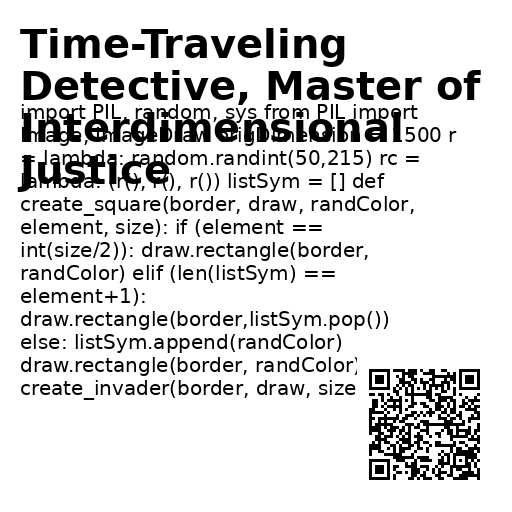 Time-Traveling
Detective, Master of
Interdimensional
Justice
import PIL, random, sys from PIL import
Image, ImageDraw origDimension = 1500 r
= lambda: random.randint(50,215) rc =
lambda: (r(), r(), r()) listSym = [] def
create_square(border, draw, randColor,
element, size): if (element ==
int(size/2)): draw.rectangle(border,
randColor) elif (len(listSym) ==
element+1):
draw.rectangle(border,listSym.pop())
else: listSym.append(randColor)
draw.rectangle(border, randColor)
create_invader(border, draw, size